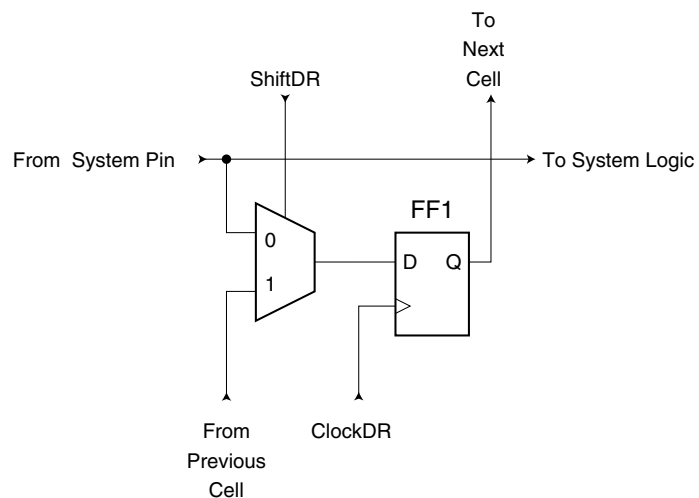 To
Next
Cell
ShiftDR
From System Pin
To System Logic
FF1
0
D Q
1
From
Previous
Cell
ClockDR